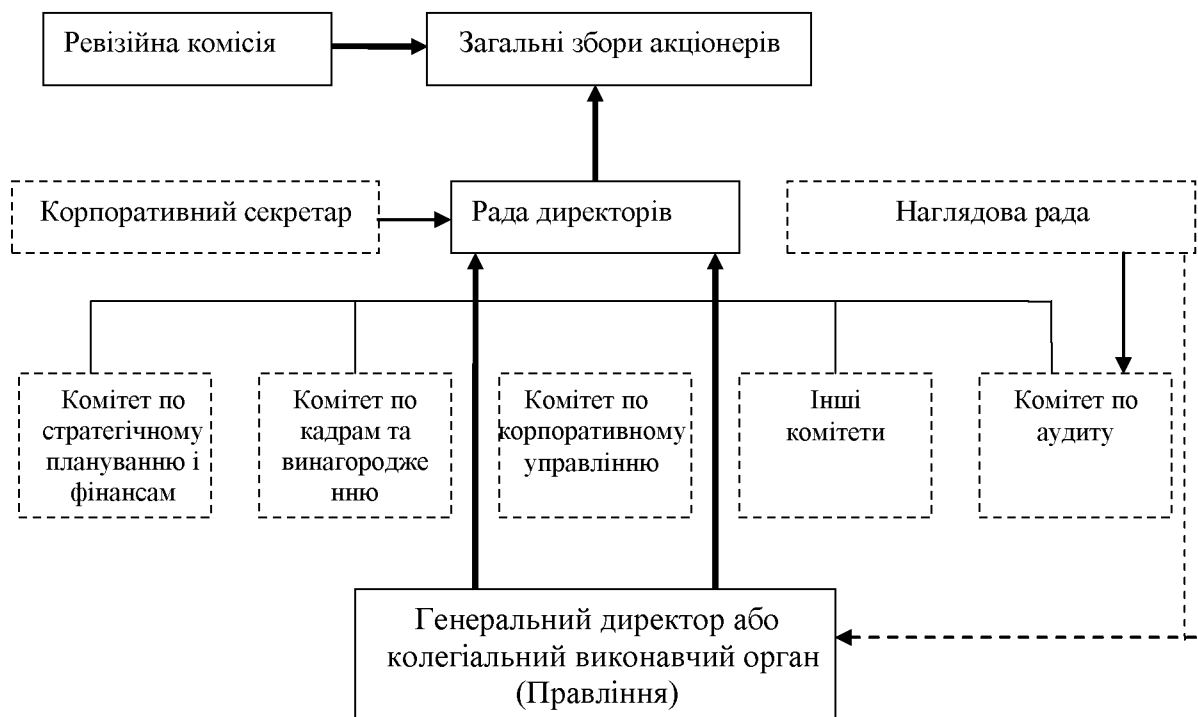 Ревізійна комісія
Загальні збори акціонерів
Корпоративний секретар
Рада директорів
Наглядова рада
Комітет по
стратегічному
плануванню і
фінансам
Комітет по
кадрам та
винагородже
нню
Комітет по
корпоративному
управлінню
Інші
комітети
Комітет по
аудиту
Генеральний директор або
колегіальний виконавчий орган
(Правління)